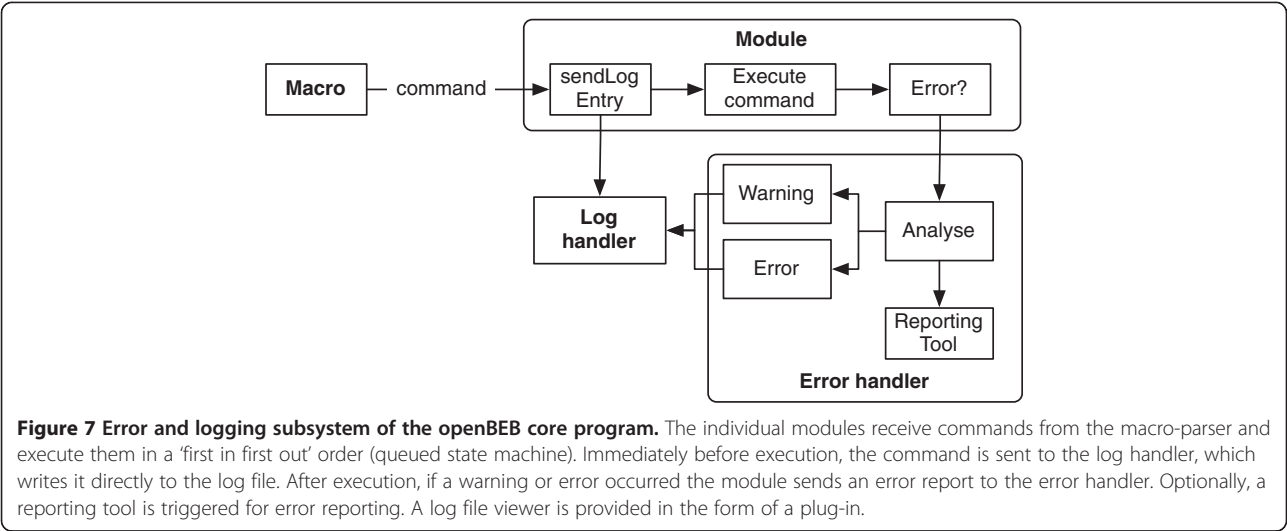 Module
Macro
command
sendLog
Entry
Execute
command
Error?
Warning
Log
handler
Analyse
Error
Reporting
Tool
Error handler
Figure 7 Error and logging subsystem of the openBEB core program. The individual modules receive commands from the macro-parser and
execute them in a ‘first in first out’ order (queued state machine). Immediately before execution, the command is sent to the log handler, which
writes it directly to the log file. After execution, if a warning or error occurred the module sends an error report to the error handler. Optionally, a
reporting tool is triggered for error reporting. A log file viewer is provided in the form of a plug-in.